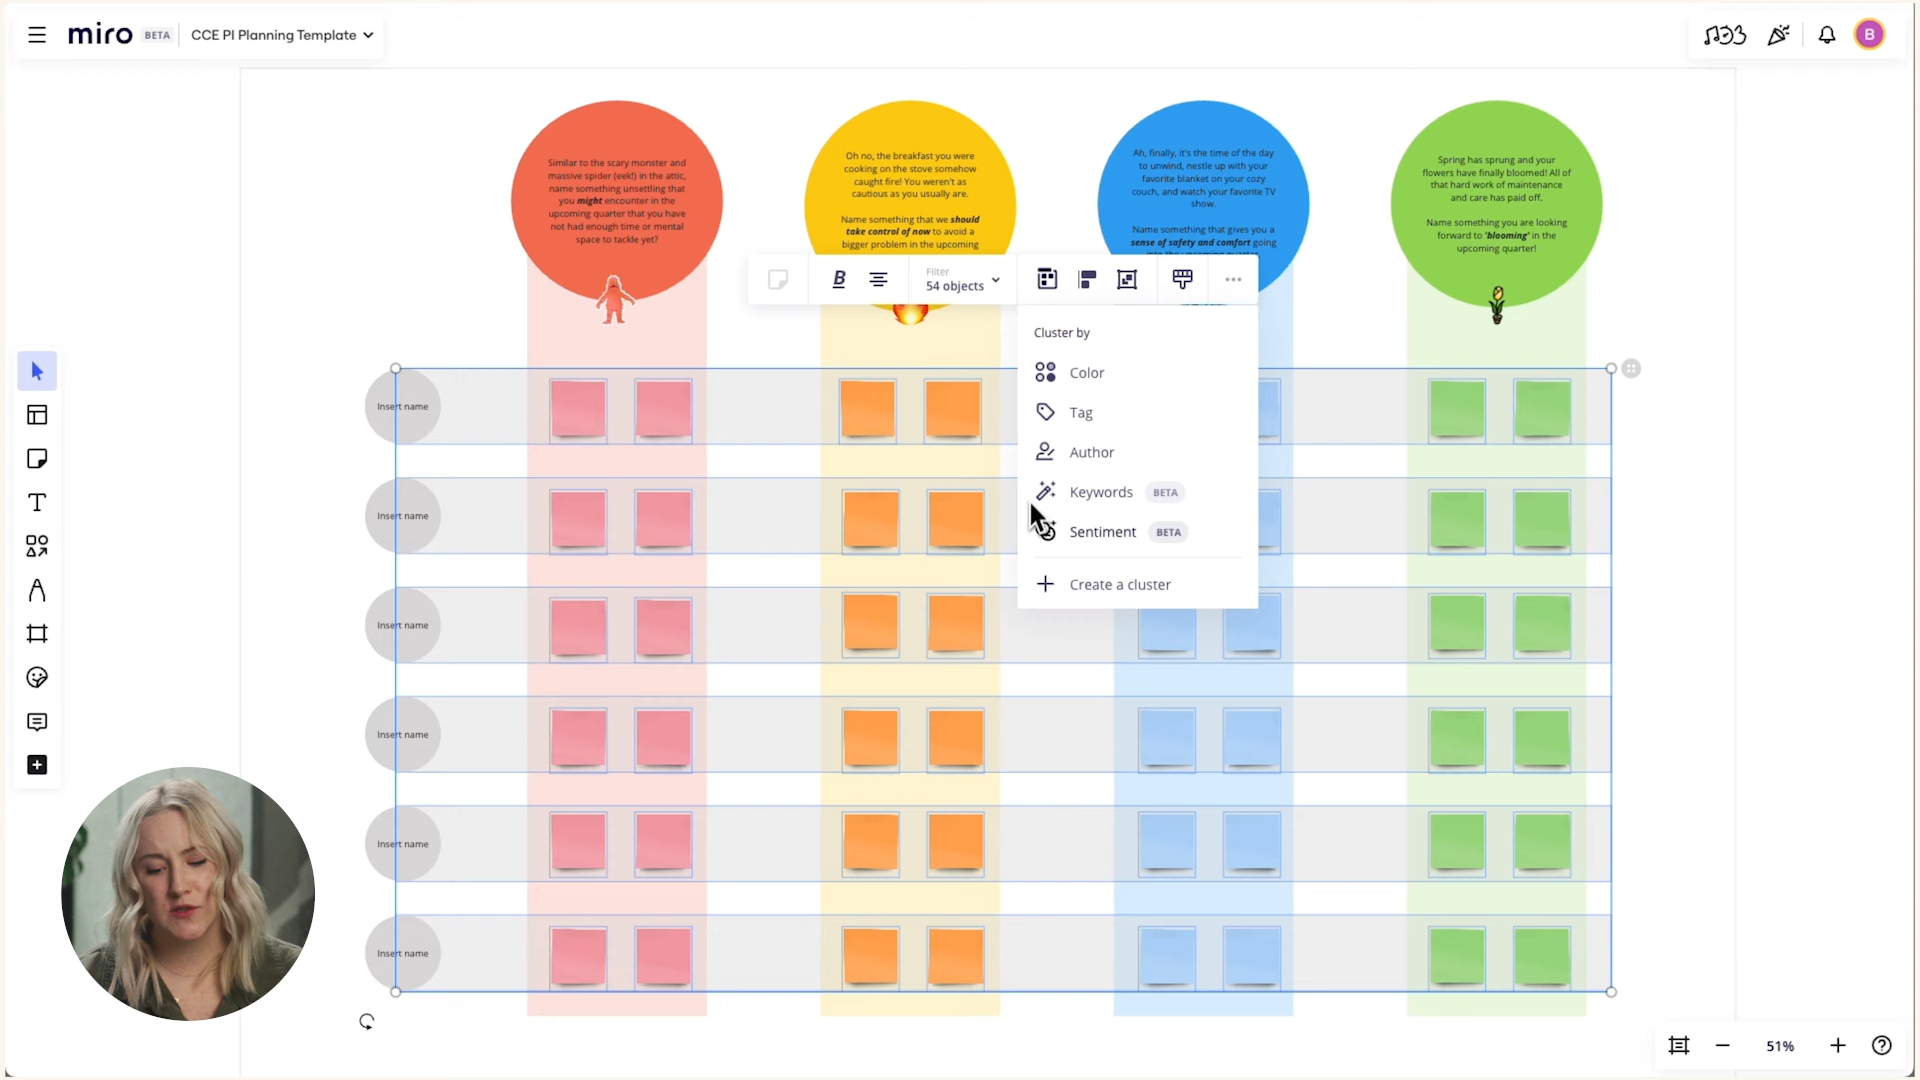 miro BETA CCE PI Planning Template
B
Similar to the scary monster and
massive spider (eek!) in the attic,
name something unsettling that
you might encounter in the
upcoming quarter that you have
not had enough time or mental
space to tackle yet?
Oh no, the breakfast you were
cooking on the stove somehow
caught fire! You weren't as
cautious as you usually are.
Name something that we should
take control of now to avoid a
bigger problem in the upcoming
Ah, finally, it's the time of the day
to unwind, nestle up with your
favorite blanket on your cozy
couch, and watch your favorite TV
show.
Name something that gives you a
sense of safety and comfort going
Spring has sprung and your
flowers have finally bloomed! All of
that hard work of maintenance
and care has paid off.
Name something you are looking
forward to 'blooming' in the
upcoming quarter!
B
Filter
54 objects
Cluster by
Color
Tag
Author
Keywords BETA
Sentiment BETA
Create a cluster
Insert name
Insert name
Insert name
Insert name
Insert name
Insert name
51%